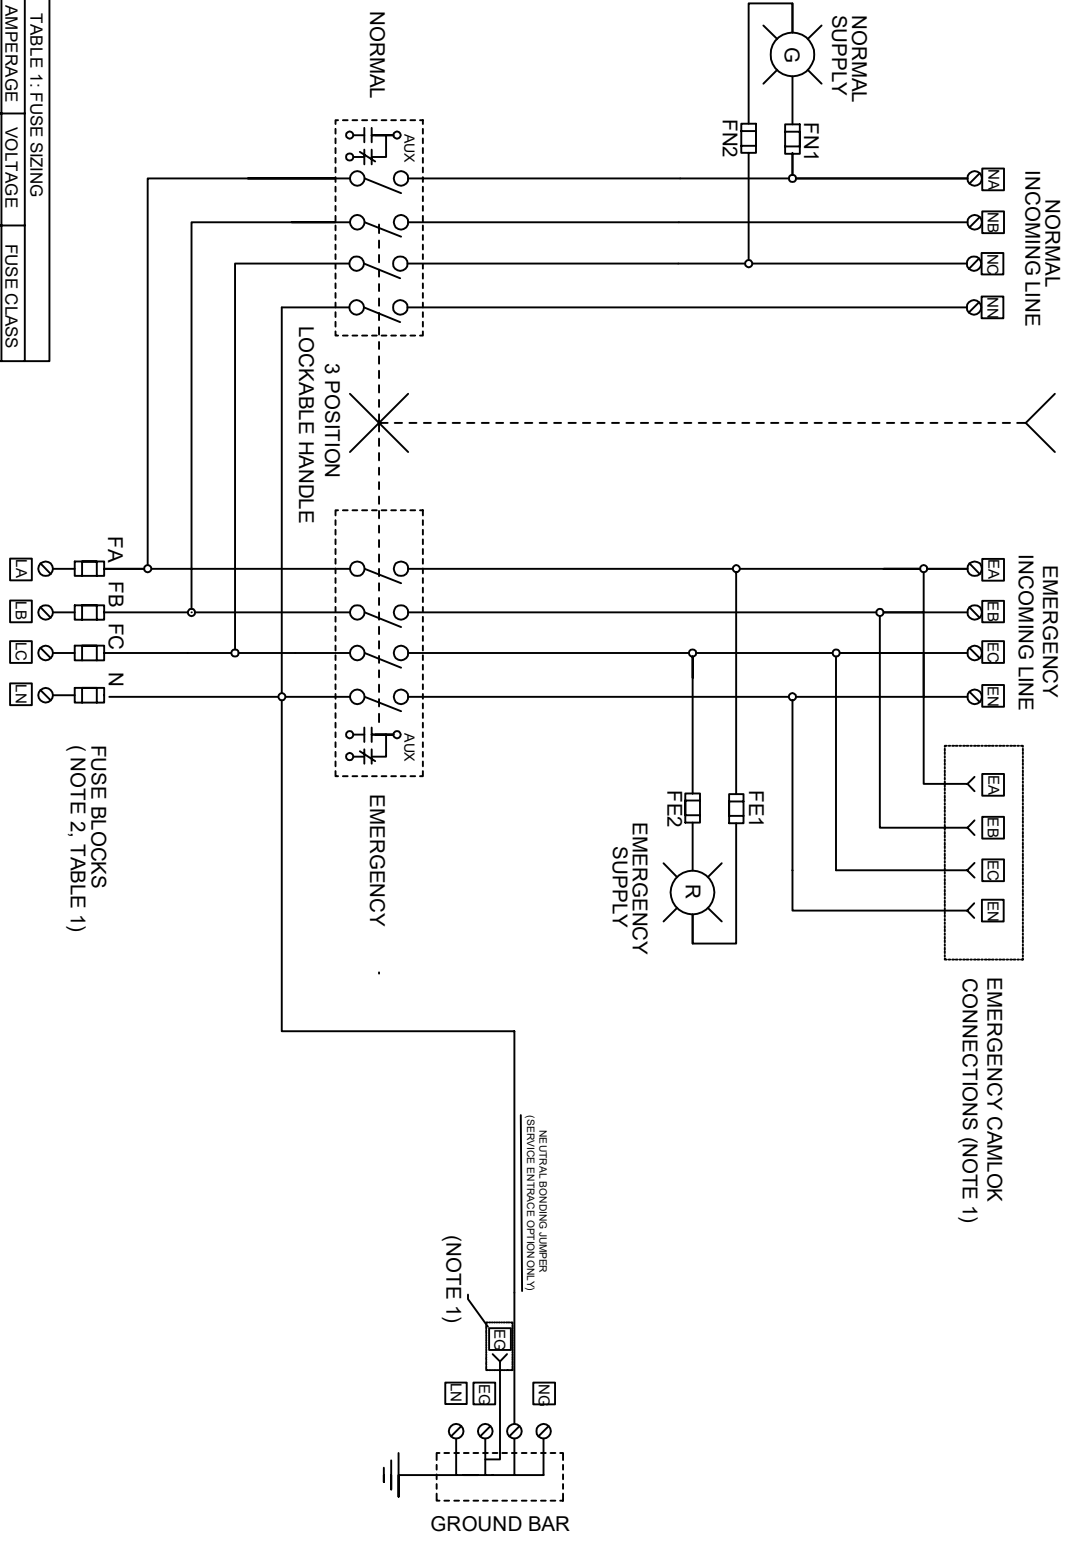 NORMAL
INCOMING LINE
NA
NB
NC
NN
EMERGENCY
INCOMING LINE
EA
EB
EC
EN
EA
EB
EC
EN
EMERGENCY CAMLOK
CONNECTIONS (NOTE 1)
NORMAL
SUPPLY
G
FN1
FN2
FE1
FE2
R
EMERGENCY
SUPPLY
NORMAL
AUX
3 POSITION
LOCKABLE HANDLE
AUX
EMERGENCY
NEUTRAL BONDING JUMPER
(SERVICE ENTRACE OPTION ONLY)
(NOTE 1)
EG
NG
EG
LN
GROUND BAR
FA
FB
FC
N
LA
LB
LC
LN
FUSE BLOCKS
( NOTE 2, TABLE 1)
TABLE 1: FUSE SIZING
AMPERAGE VOLTAGE FUSE CLASS